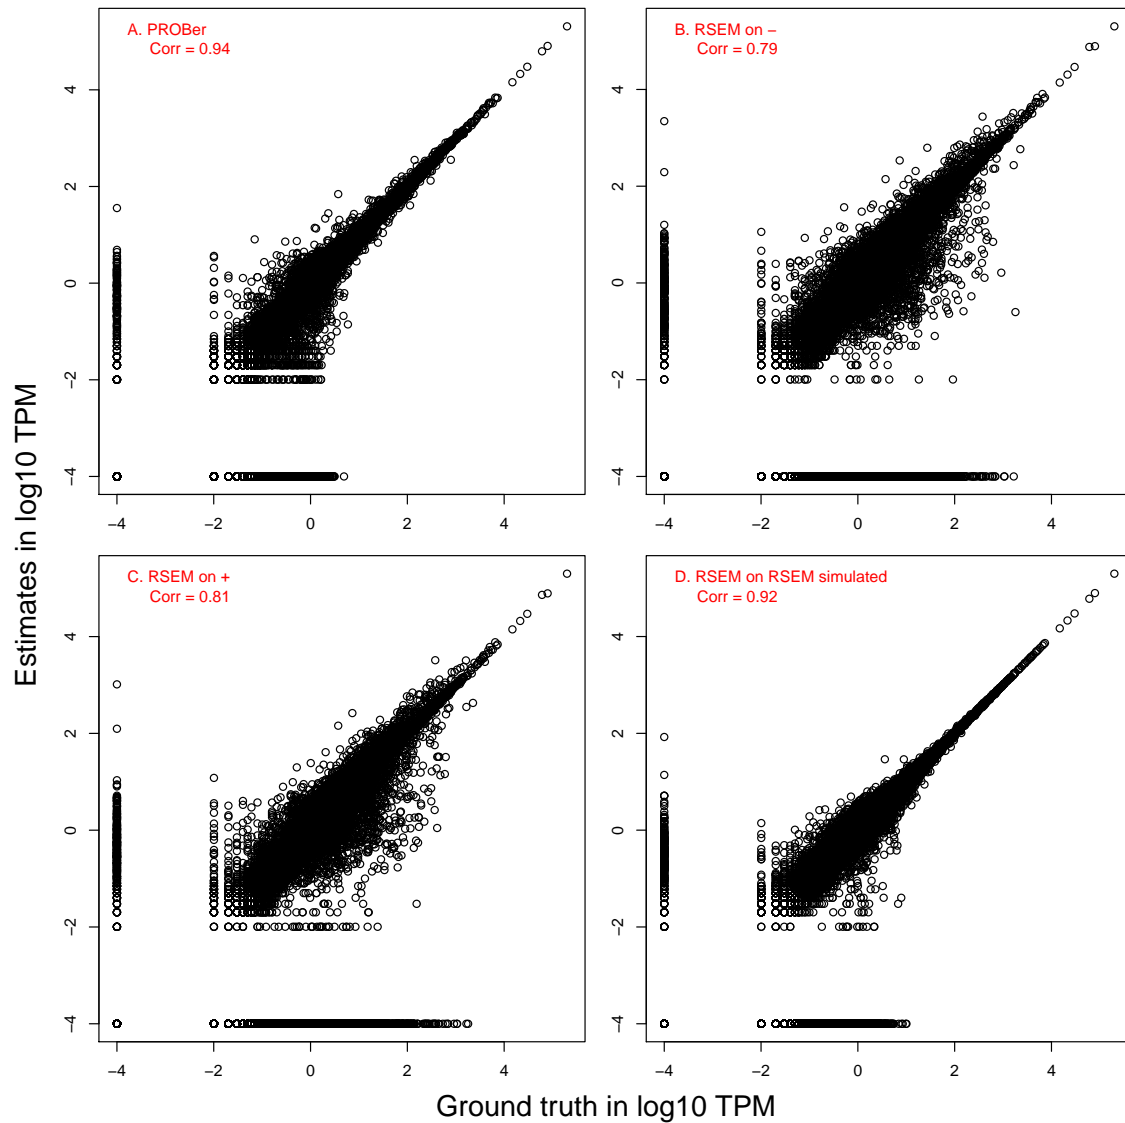 A. PROBer
Corr = 0.94
4
2
0
−2
−4
−4 −2 0 2 4
B. RSEM on −
Corr = 0.79
4
2
0
−2
−4
−4 −2 0 2 4
C. RSEM on +
Corr = 0.81
4
2
0
−2
−4
−4 −2 0 2 4
D. RSEM on RSEM simulated
Corr = 0.92
4
2
0
−2
−4
−4 −2 0 2 4
Estimates in log10 TPM
Ground truth in log10 TPM